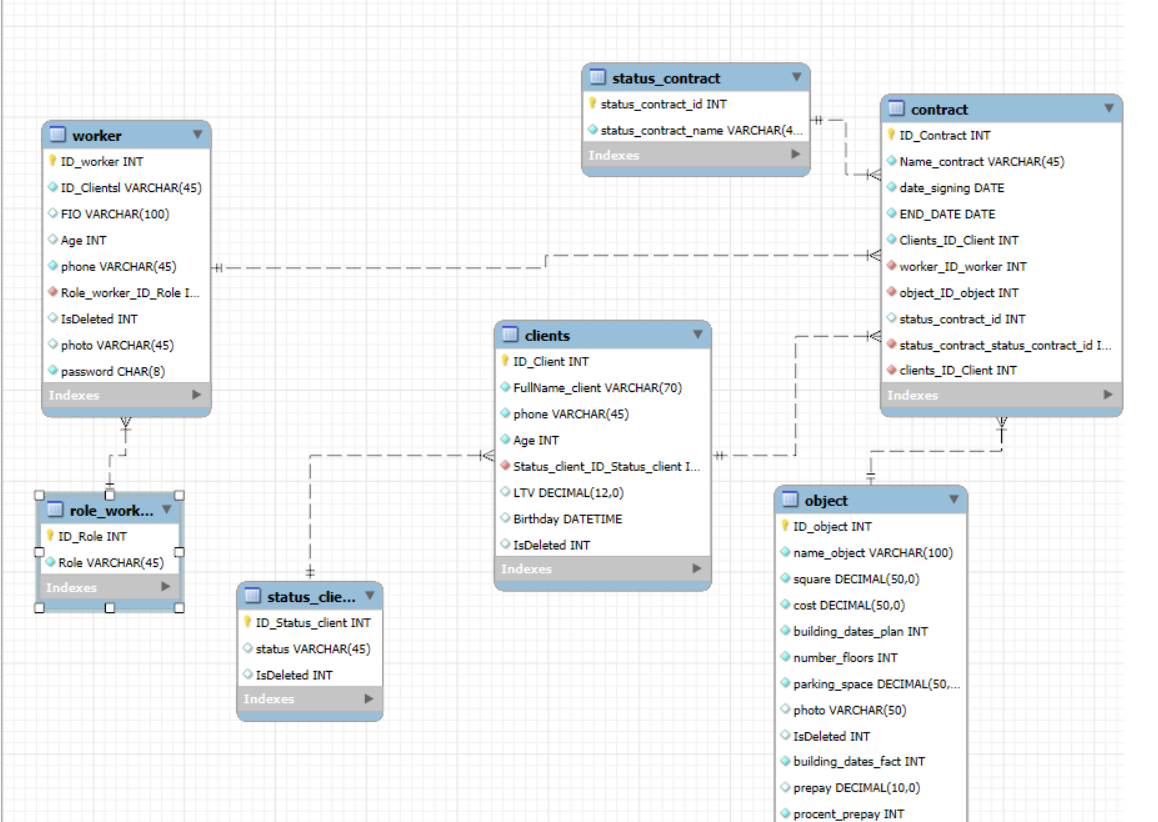 status_contract
status_contract_id INT
status_contract_name VARCHAR(4...
Indexes
contract
ID_Contract INT
Name_contract VARCHAR(45)
date_signing DATE
END_DATE DATE
Clients_ID_Client INT
worker_ID_worker INT
object_ID_object INT
status_contract_id INT
status_contract_status_contract_id I...
clients_ID_Client INT
Indexes
worker
ID_worker INT
ID_Clientsl VARCHAR(45)
FIO VARCHAR(100)
Age INT
phone VARCHAR(45)
Role_worker_ID_Role I...
IsDeleted INT
photo VARCHAR(45)
password CHAR(8)
Indexes
clients
ID_Client INT
FullName_client VARCHAR(70)
phone VARCHAR(45)
Age INT
Status_client_ID_Status_client I...
LTV DECIMAL(12,0)
Birthday DATETIME
IsDeleted INT
Indexes
role_work...
ID_Role INT
Role VARCHAR(45)
Indexes
status_clie...
ID_Status_client INT
status VARCHAR(45)
IsDeleted INT
Indexes
object
ID_object INT
name_object VARCHAR(100)
square DECIMAL(50,0)
cost DECIMAL(50,0)
building_dates_plan INT
number_floors INT
parking_space DECIMAL(50,...
photo VARCHAR(50)
IsDeleted INT
building_dates_fact INT
prepay DECIMAL(10,0)
procent_prepay INT